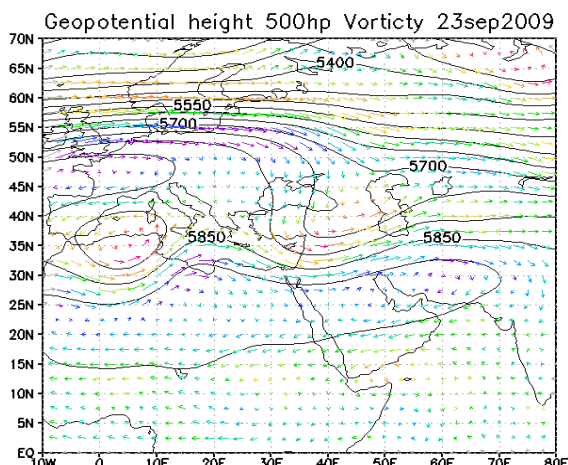 Geopotential height 500hp Vorticty 23sep2009
70N
65N
5400
60N
5550
55N
5700
50N
5700
45N
40N
5850
5850
35N
30N
25N
20N
15N
10N
5N
EQ
10W 0 10E 20E 30E 40E 50E 60E 70E 80E